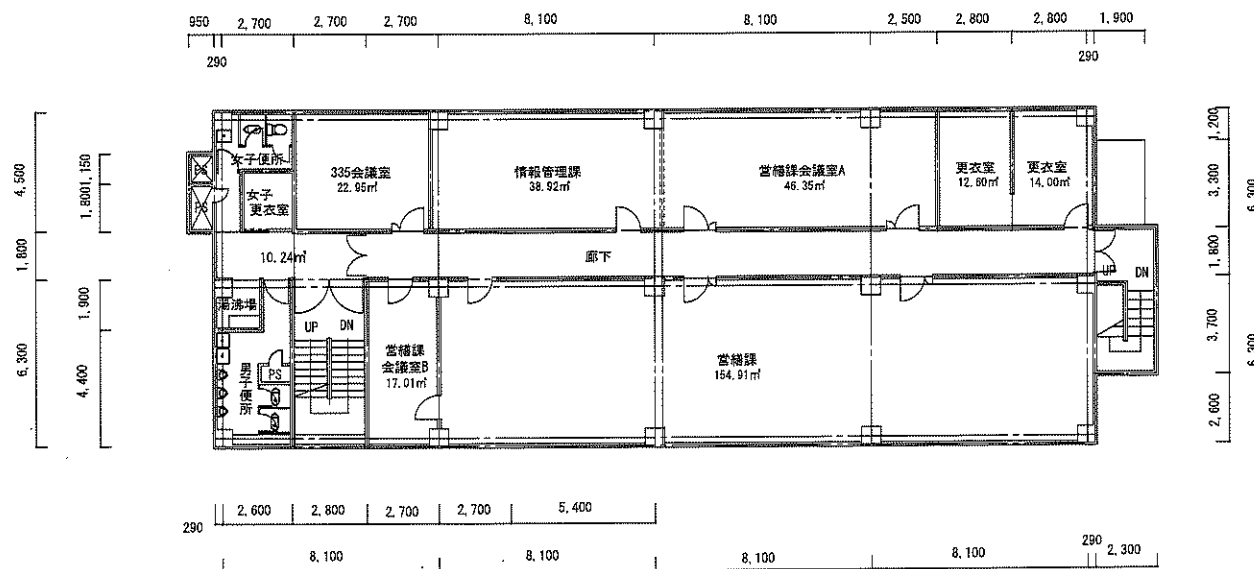 950 2,700 2,700 2,700 8,100 8,100 2,500 2,800 2,800 1,900
290 290
4,500 1,800 6,300
1,150 1,800 1,900 4,400
女子便所
PS
PS
女子
更衣室
335会議室
22.95㎡
情報管理課
38.92㎡
営繕課会議室A
46.35㎡
更衣室
12.60㎡
更衣室
14.00㎡
1,200 3,300 1,800 3,700 2,600
6,300 6,300
10.24㎡
廊下
UP DN
湯沸場
UP DN
男子便所
PS
営繕課
会議室B
17.01㎡
営繕課
164.91㎡
290 2,600 2,800 2,700 2,700 5,400
8,100 8,100 8,100 8,100 290 2,300